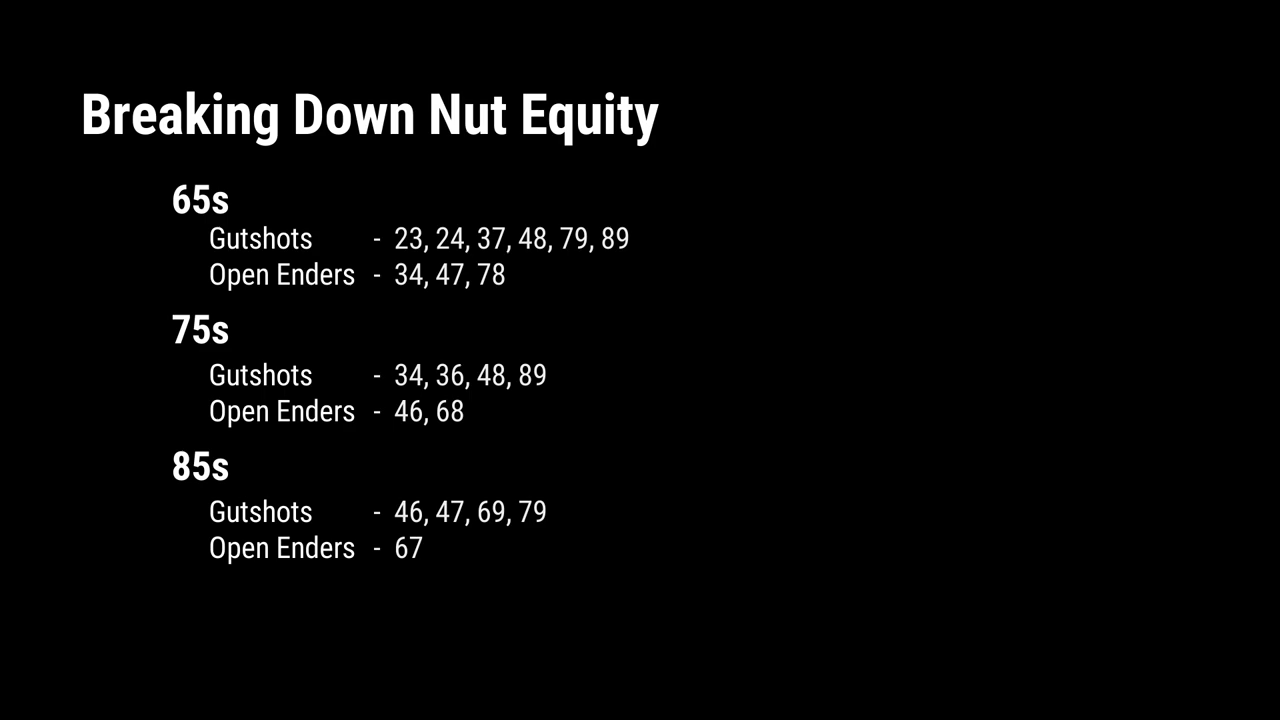 Breaking Down Nut Equity
65s
Gutshots - 23, 24, 37, 48, 79, 89
Open Enders - 34, 47, 78
75s
Gutshots - 34, 36, 48, 89
Open Enders - 46, 68
85s
Gutshots - 46, 47, 69, 79
Open Enders - 67